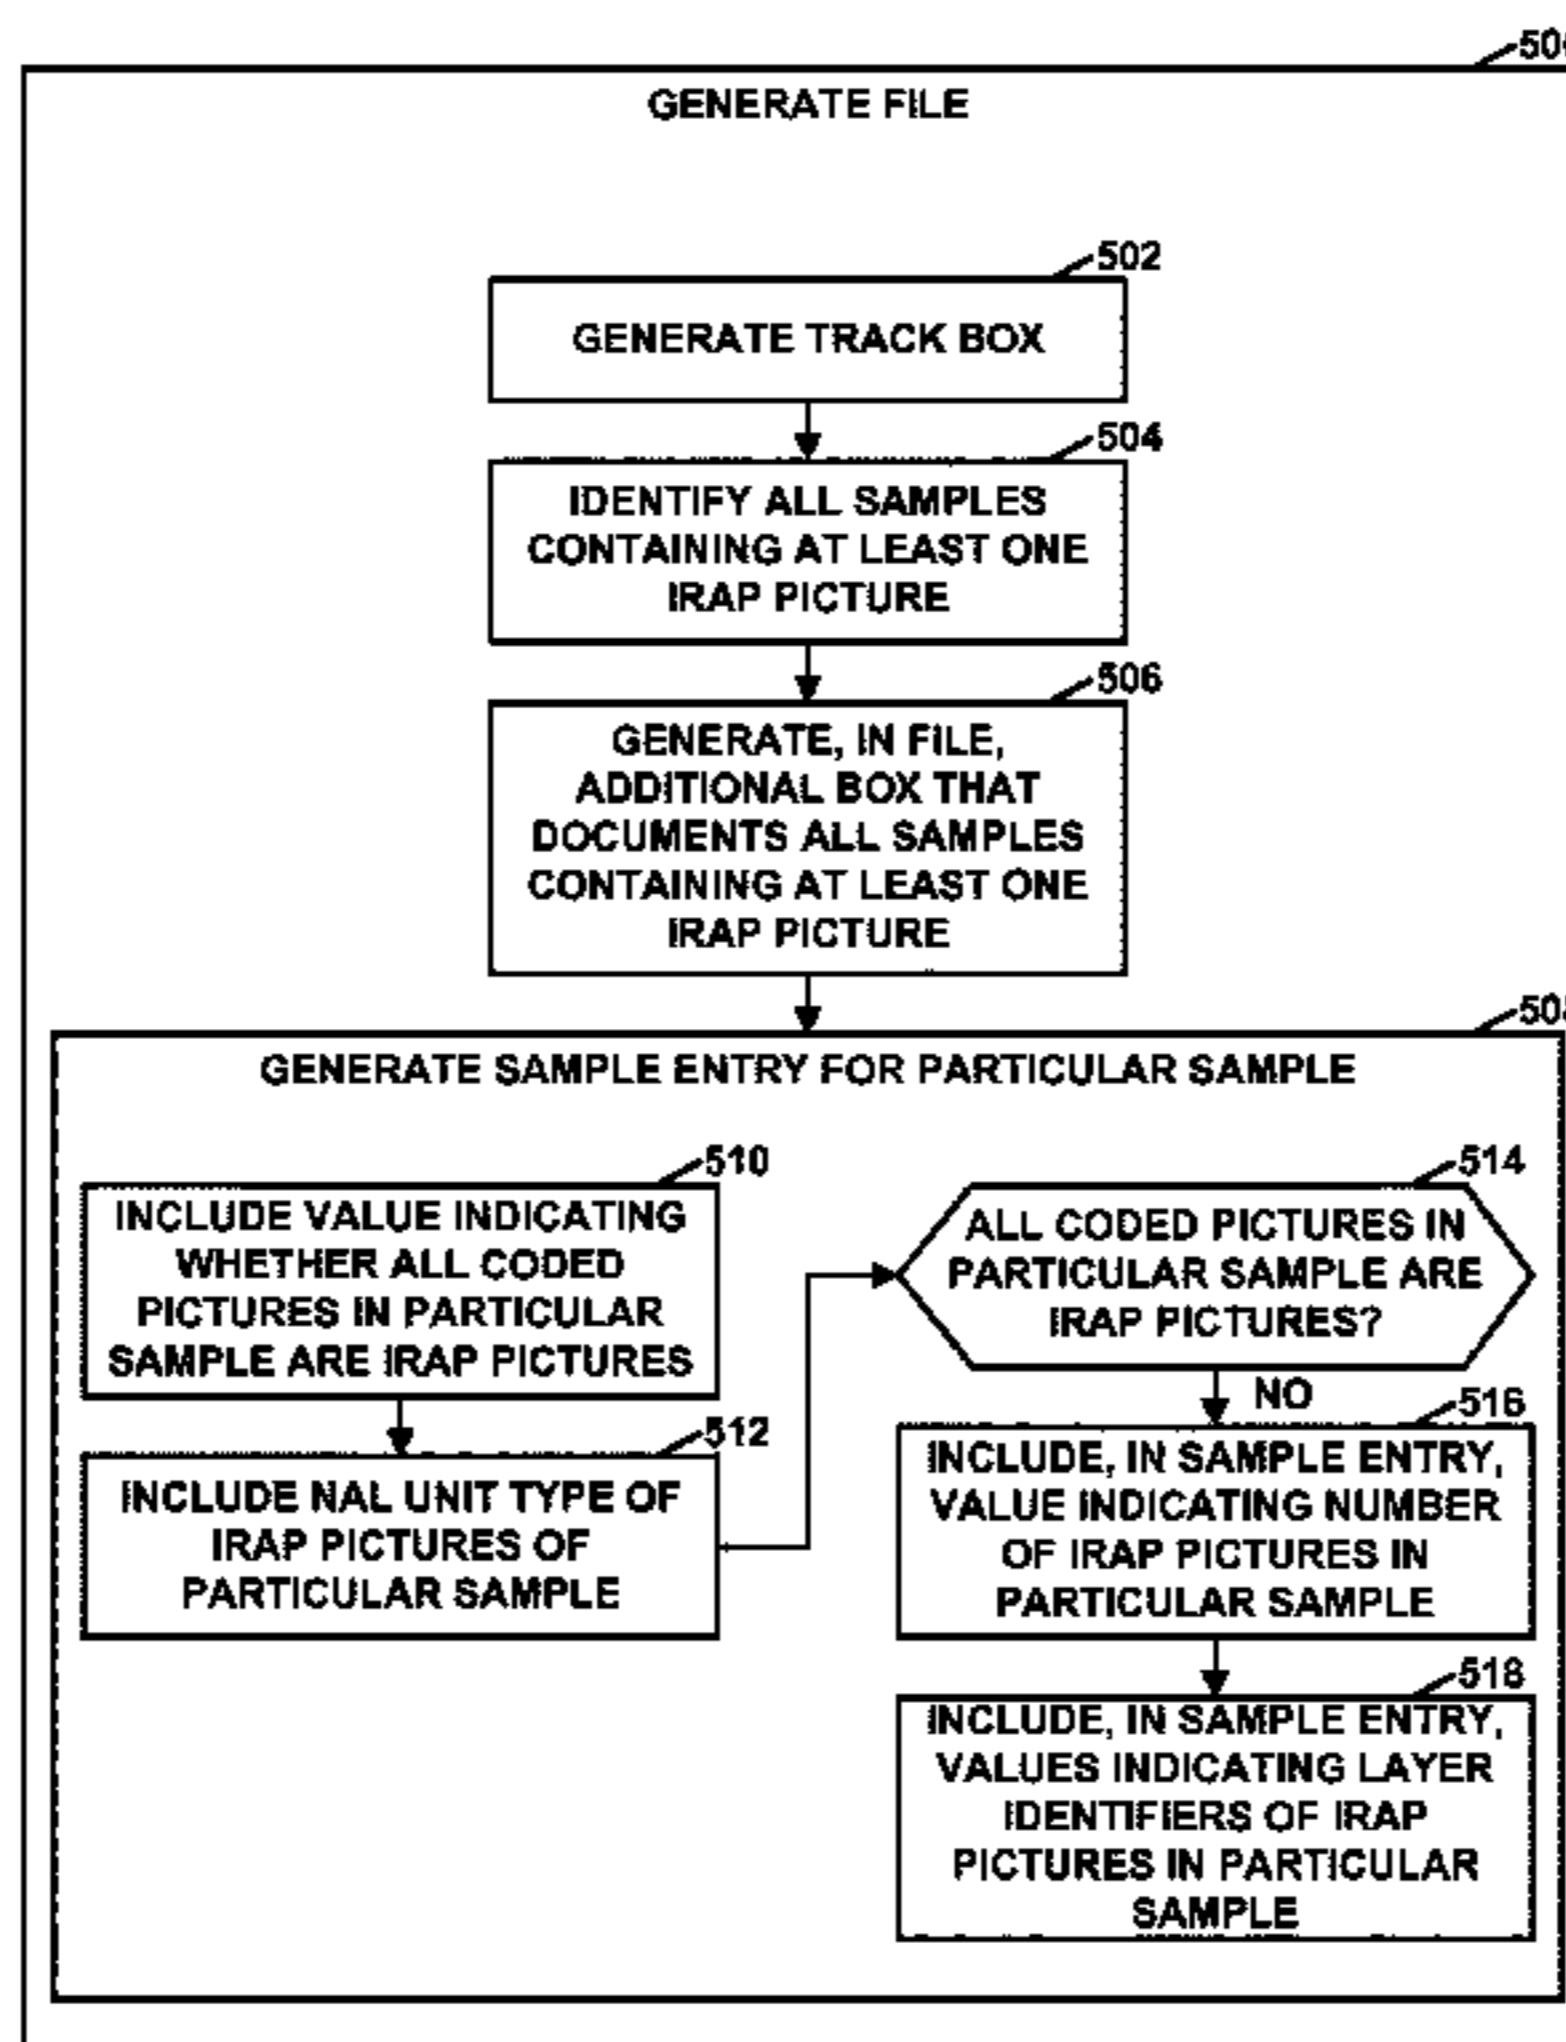 GENERATE FILE
502
GENERATE TRACK BOX
504
IDENTIFY ALL SAMPLES
CONTAINING AT LEAST ONE
IRAP PICTURE
506
GENERATE, IN FILE,
ADDITIONAL BOX THAT
DOCUMENTS ALL SAMPLES
CONTAINING AT LEAST ONE
IRAP PICTURE
GENERATE SAMPLE ENTRY FOR PARTICULAR SAMPLE
510
INCLUDE VALUE INDICATING
WHETHER ALL CODED
PICTURES IN PARTICULAR
SAMPLE ARE IRAP PICTURES
512
INCLUDE NAL UNIT TYPE OF
IRAP PICTURES OF
PARTICULAR SAMPLE
514
ALL CODED PICTURES IN
PARTICULAR SAMPLE ARE
IRAP PICTURES?
NO
516
INCLUDE, IN SAMPLE ENTRY,
VALUE INDICATING NUMBER
OF IRAP PICTURES IN
PARTICULAR SAMPLE
518
INCLUDE, IN SAMPLE ENTRY,
VALUES INDICATING LAYER
IDENTIFIERS OF IRAP
PICTURES IN PARTICULAR
SAMPLE